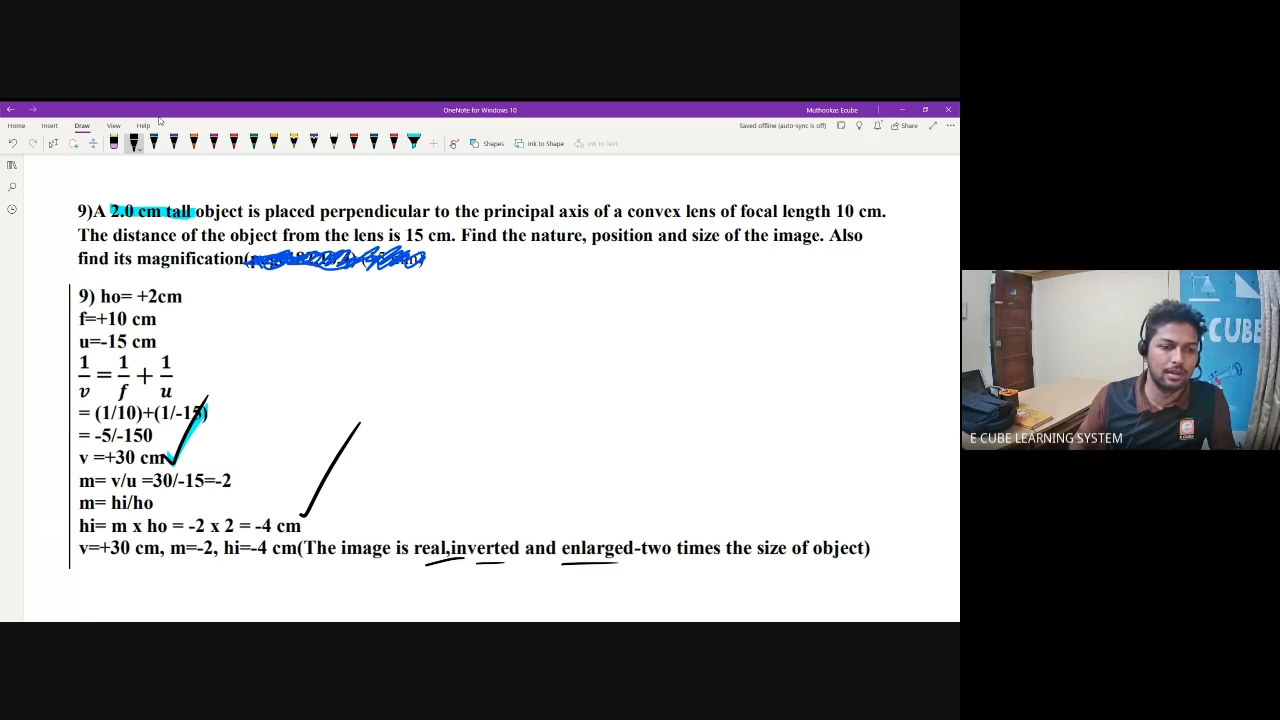 OneNote for Windows 10
Muthookas Ecube
Home Insert Draw View Help
Saved offline (auto-sync is off)
Share
Shapes
Ink to Shape
Ink to Text
9)A 2.0 cm tall object is placed perpendicular to the principal axis of a convex lens of focal length 10 cm.
The distance of the object from the lens is 15 cm. Find the nature, position and size of the image. Also
find its magnification
9) ho= +2cm
f=+10 cm
u=-15 cm
1/v = 1/f + 1/u
= (1/10)+(1/-15)
= -5/-150
v =+30 cm
m= v/u =30/-15=-2
m= hi/ho
hi= m x ho = -2 x 2 = -4 cm
v=+30 cm, m=-2, hi=-4 cm(The image is real,inverted and enlarged-two times the size of object)
CUBE
E CUBE
E CUBE LEARNING SYSTEM